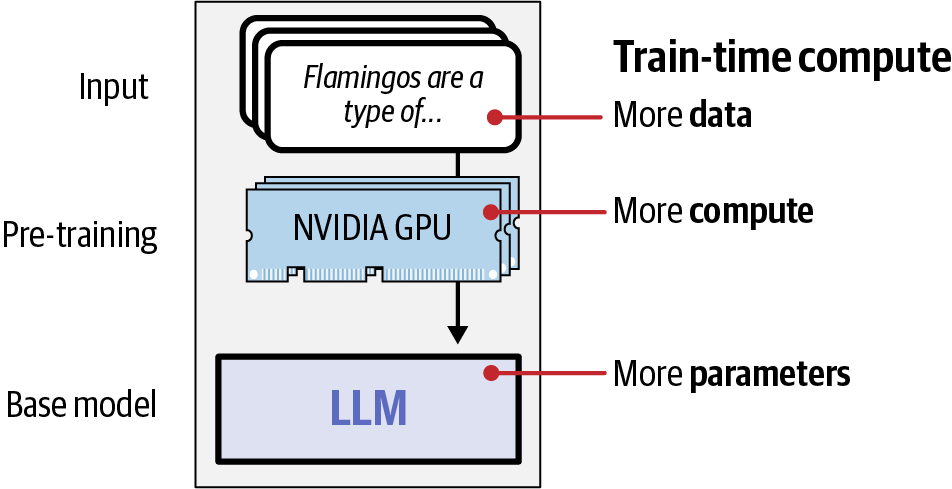 Train-time compute
Input
Flamingos are a
type of...
More data
Pre-training
NVIDIA GPU
More compute
Base model
LLM
More parameters